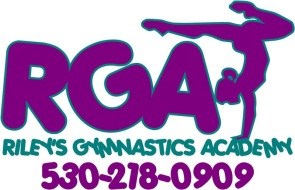 RGA
RILEY'S GYMNASTICS ACADEMY
530-218-0909